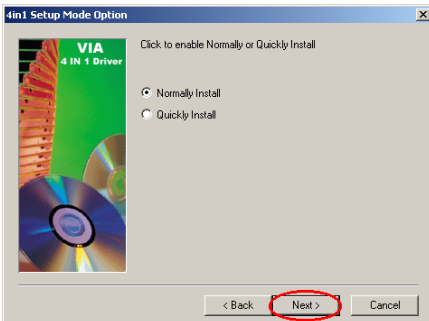 4in1 Setup Mode Option
VIA
4 IN 1 Driver
Click to enable Normally or Quickly Install
Normally Install
Quickly Install
< Back
Next >
Cancel